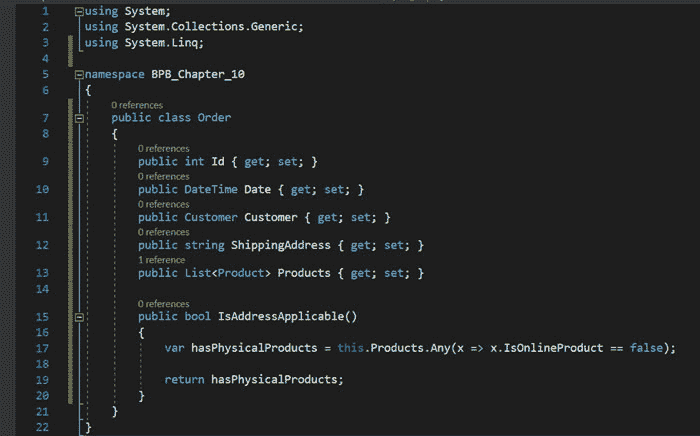 1 using System;
2 using System.Collections.Generic;
3 using System.Linq;
4
5 namespace BPB_Chapter_10
6 {
0 references
7 public class Order
8 {
0 references
9 public int Id { get; set; }
0 references
10 public DateTime Date { get; set; }
0 references
11 public Customer Customer { get; set; }
0 references
12 public string ShippingAddress { get; set; }
1 reference
13 public List<Product> Products { get; set; }
14
0 references
15 public bool IsAddressApplicable()
16 {
17 var hasPhysicalProducts = this.Products.Any(x => x.IsOnlineProduct == false);
18
19 return hasPhysicalProducts;
20 }
21 }
22 }